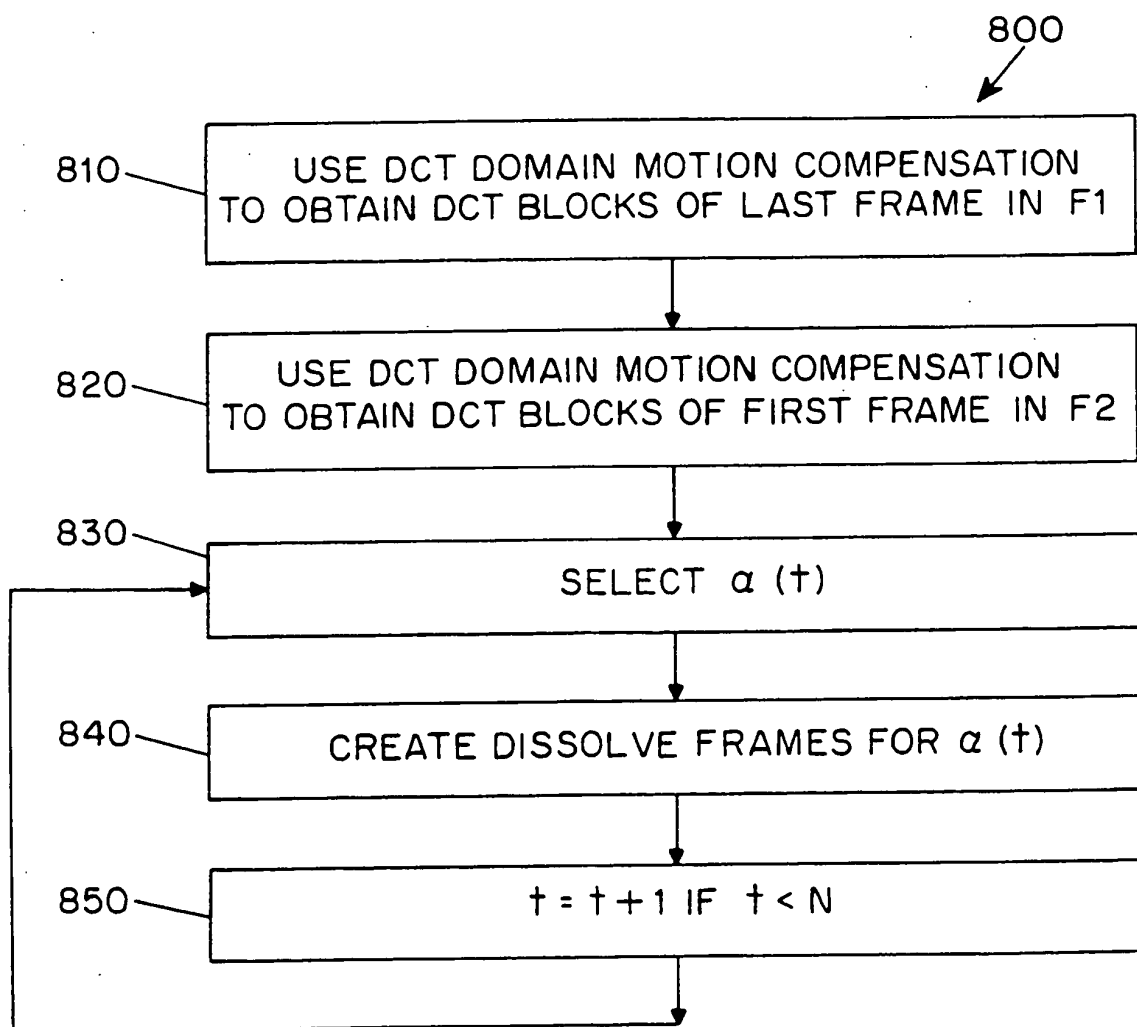 800
810
USE DCT DOMAIN MOTION COMPENSATION
TO OBTAIN DCT BLOCKS OF LAST FRAME IN F1
820
USE DCT DOMAIN MOTION COMPENSATION
TO OBTAIN DCT BLOCKS OF FIRST FRAME IN F2
830
SELECT α (t)
840
CREATE DISSOLVE FRAMES FOR α (t)
850
t = t + 1 IF t < N